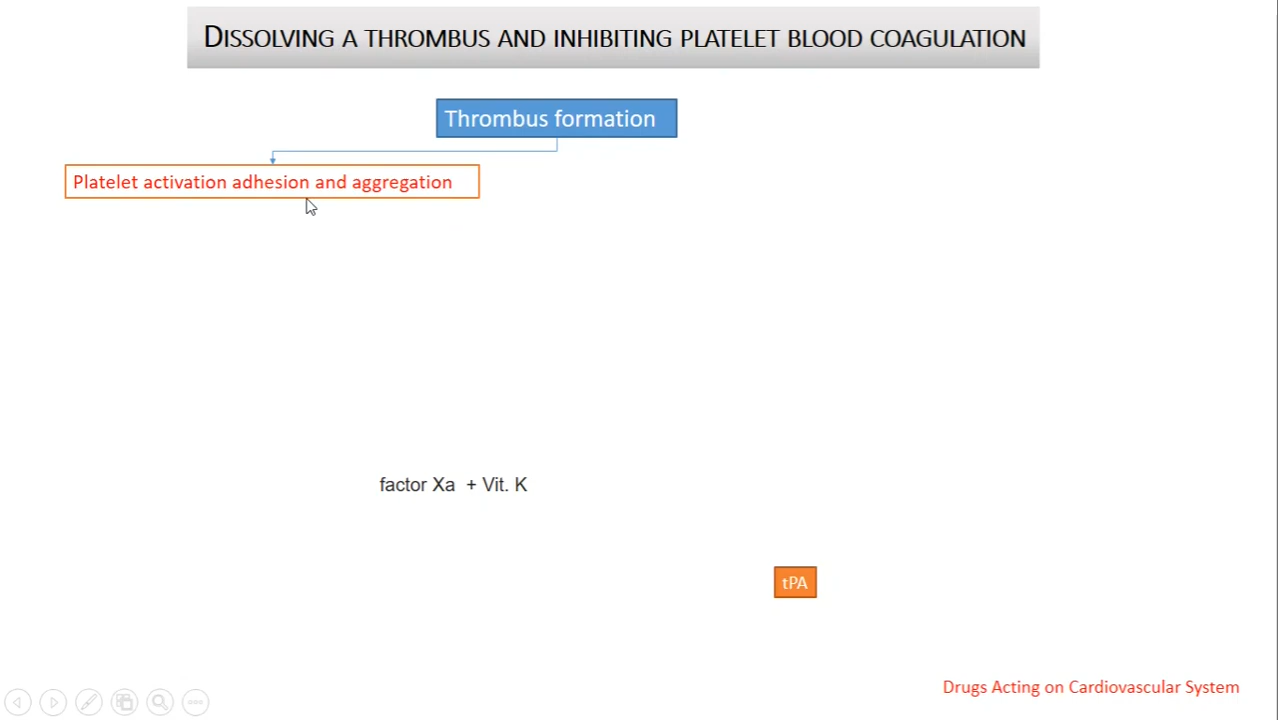 DISSOLVING A THROMBUS AND INHIBITING PLATELET BLOOD COAGULATION
Thrombus formation
Platelet activation adhesion and aggregation
factor Xa + Vit. K
tPA
Drugs Acting on Cardiovascular System